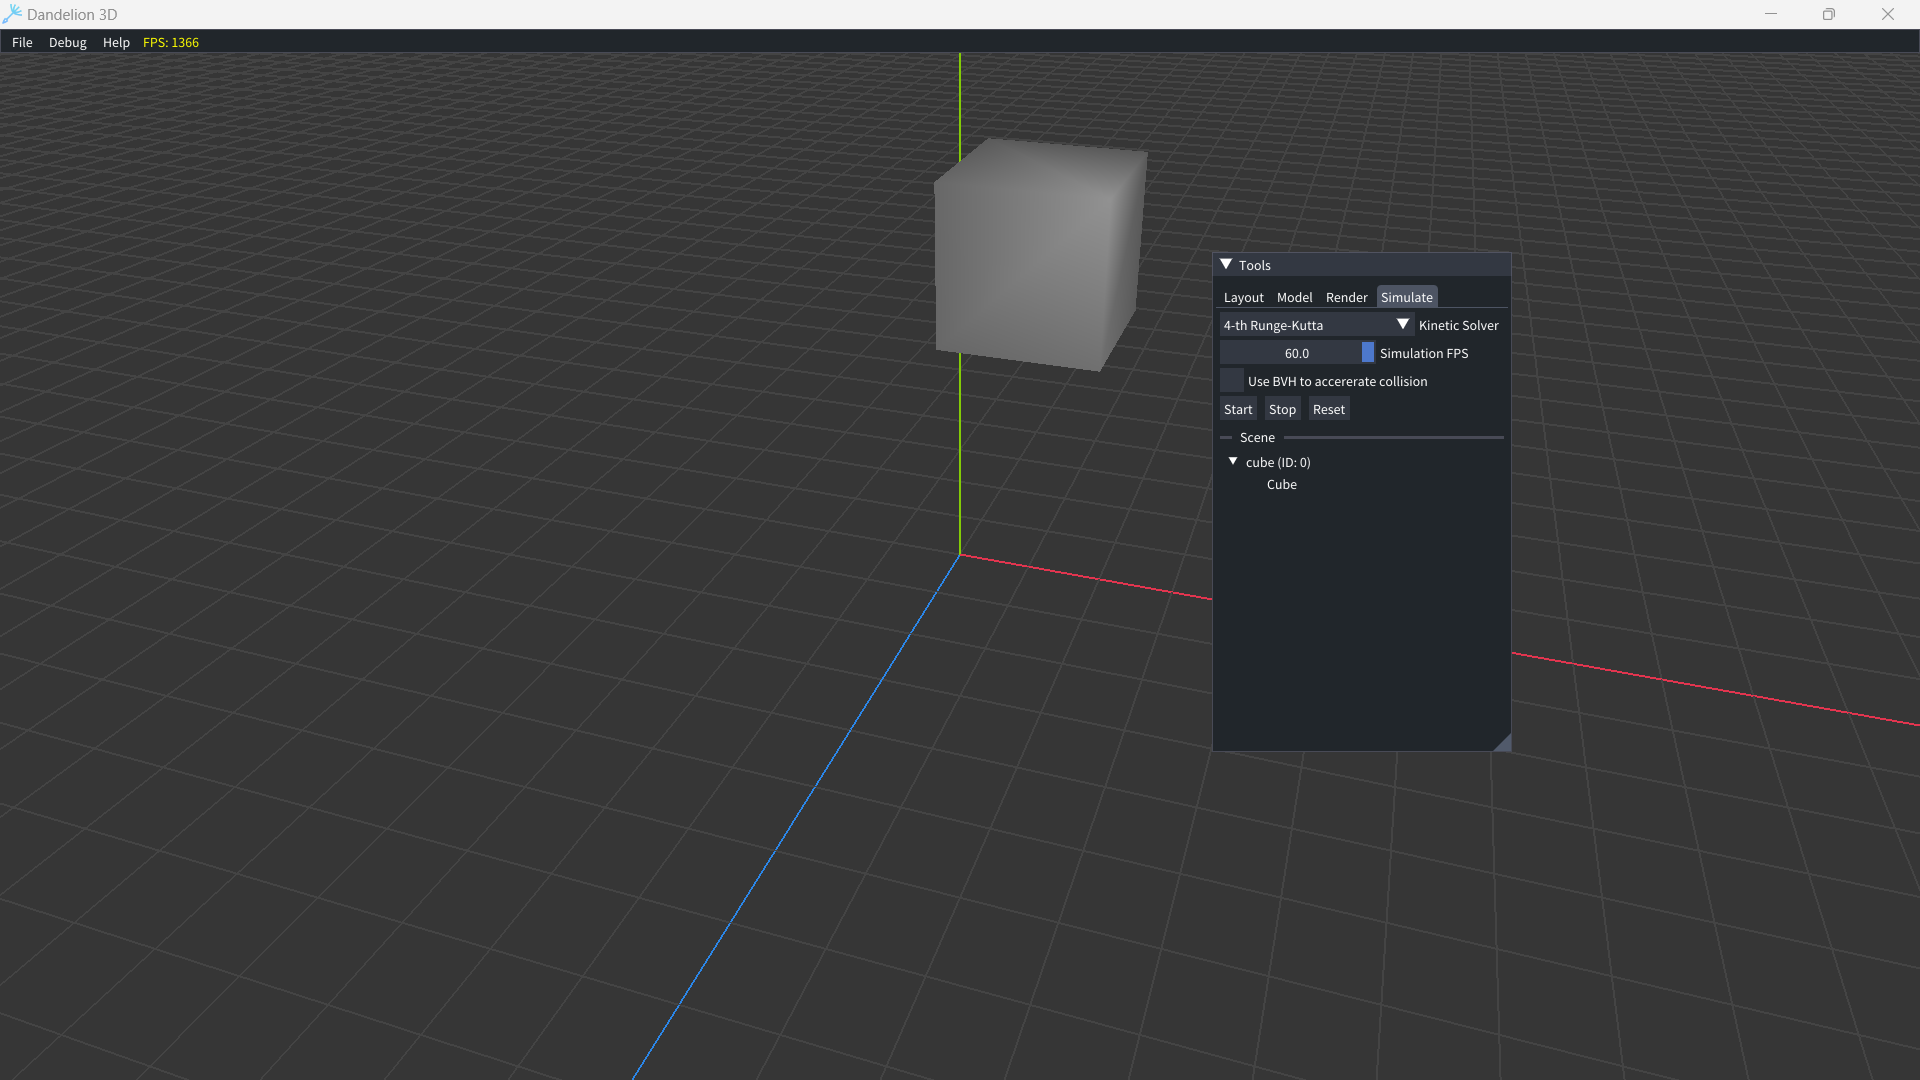 Dandelion 3D
File Debug Help FPS: 1366
Tools
Layout Model Render Simulate
4-th Runge-Kutta Kinetic Solver
60.0 Simulation FPS
Use BVH to accererate collision
Start Stop Reset
Scene
cube (ID: 0)
Cube